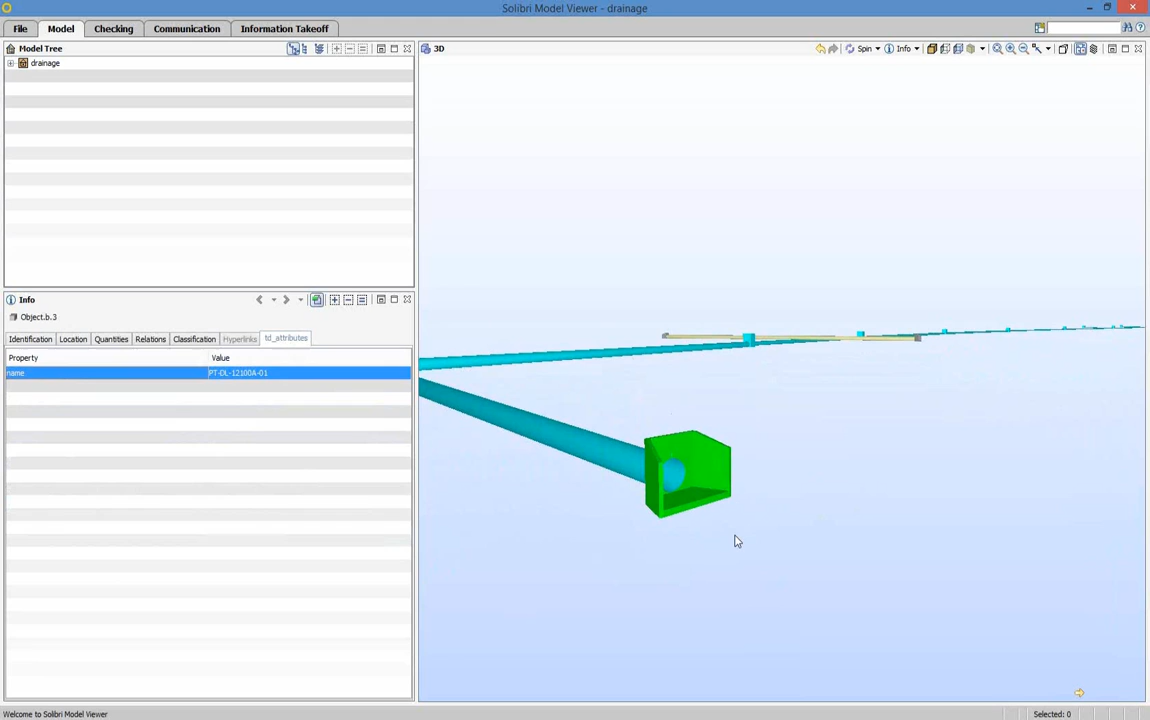 Solibri Model Viewer - drainage
File Model Checking Communication Information Takeoff
Model Tree
drainage
3D
Spin Info
Info
Object.b.3
Identification Location Quantities Relations Classification Hyperlinks td_attributes
Property Value
name PT-DL-12100A-01
Welcome to Solibri Model Viewer
Selected: 0